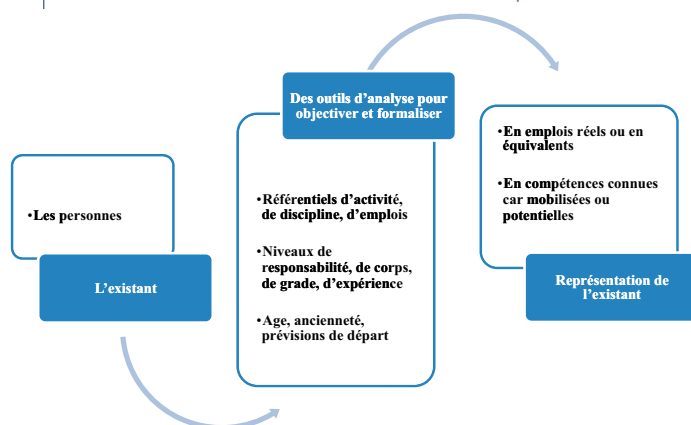 •Les personnes
L'existant
Des outils d'analyse pour
objectiver et formaliser
•Référentiels d'activité,
de discipline, d'emplois
•Niveaux de
responsabilité, de corps,
de grade, d'expérience
•Age, ancienneté,
prévisions de départ
•En emplois réels ou en
équivalents
•En compétences connues
car mobilisées ou
potentielles
Représentation de
l'existant